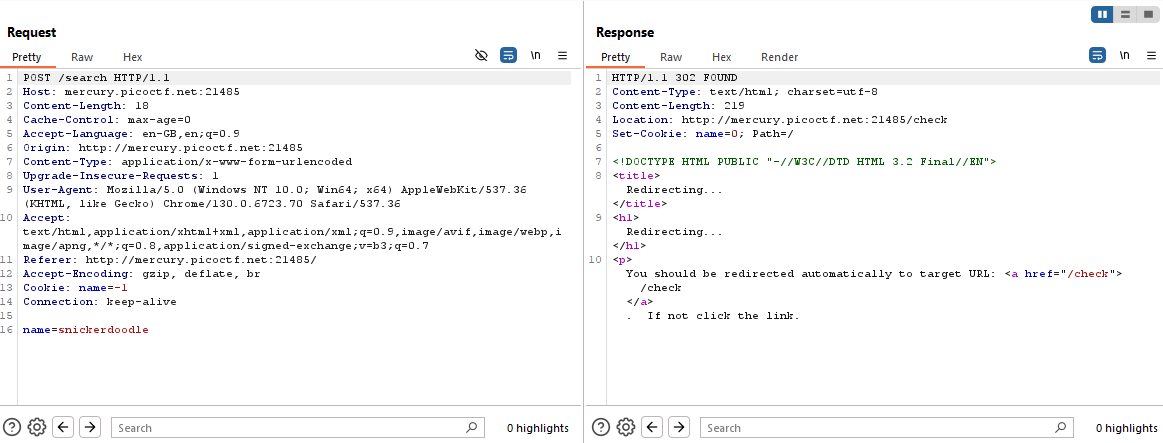 Request
Pretty Raw Hex \n
1 POST /search HTTP/1.1
2 Host: mercury.picoctf.net:21485
3 Content-Length: 18
4 Cache-Control: max-age=0
5 Accept-Language: en-GB,en;q=0.9
6 Origin: http://mercury.picoctf.net:21485
7 Content-Type: application/x-www-form-urlencoded
8 Upgrade-Insecure-Requests: 1
9 User-Agent: Mozilla/5.0 (Windows NT 10.0; Win64; x64) AppleWebKit/537.36
(KHTML, like Gecko) Chrome/130.0.6723.70 Safari/537.36
10 Accept:
text/html,application/xhtml+xml,application/xml;q=0.9,image/avif,image/webp,i
mage/apng,*/*;q=0.8,application/signed-exchange;v=b3;q=0.7
11 Referer: http://mercury.picoctf.net:21485/
12 Accept-Encoding: gzip, deflate, br
13 Cookie: name=-1
14 Connection: keep-alive
15
16 name=snickerdoodle
Search
0 highlights
Response
Pretty Raw Hex Render \n
1 HTTP/1.1 302 FOUND
2 Content-Type: text/html; charset=utf-8
3 Content-Length: 219
4 Location: http://mercury.picoctf.net:21485/check
5 Set-Cookie: name=0; Path=/
6
7 <!DOCTYPE HTML PUBLIC "-//W3C//DTD HTML 3.2 Final//EN">
8 <title>
Redirecting...
</title>
9 <h1>
Redirecting...
</h1>
10 <p>
You should be redirected automatically to target URL: <a href="/check">
/check
</a>
. If not click the link.
Search
0 highlights